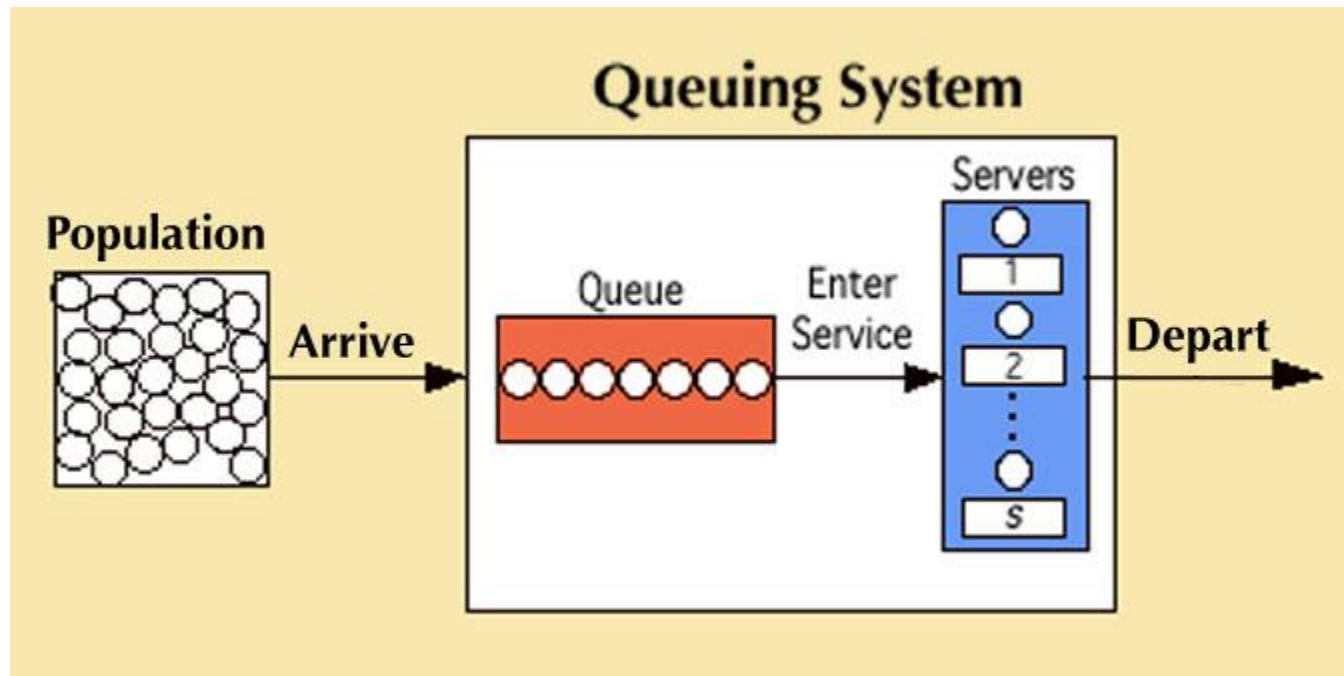 Queuing System
Population
Arrive
Queue
Enter
Service
Servers
1
2
s
Depart